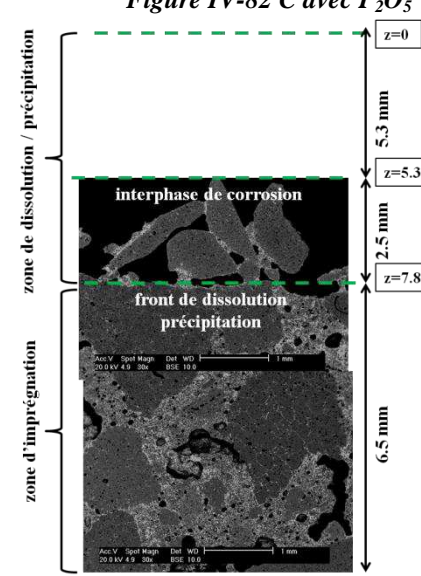 Figure IV-82 C avec P₂O₅
z=0
zone de dissolution / précipitation
5.3 mm
z=5.3
interphase de corrosion
2.5 mm
z=7.8
front de dissolution
précipitation
Acc.V Spot Magn Det WD 1 mm
20.0 kV 4.9 30x BSE 10.0
zone d'imprégnation
6.5 mm
Acc.V Spot Magn Det WD 1 mm
20.0 kV 4.9 30x BSE 10.0